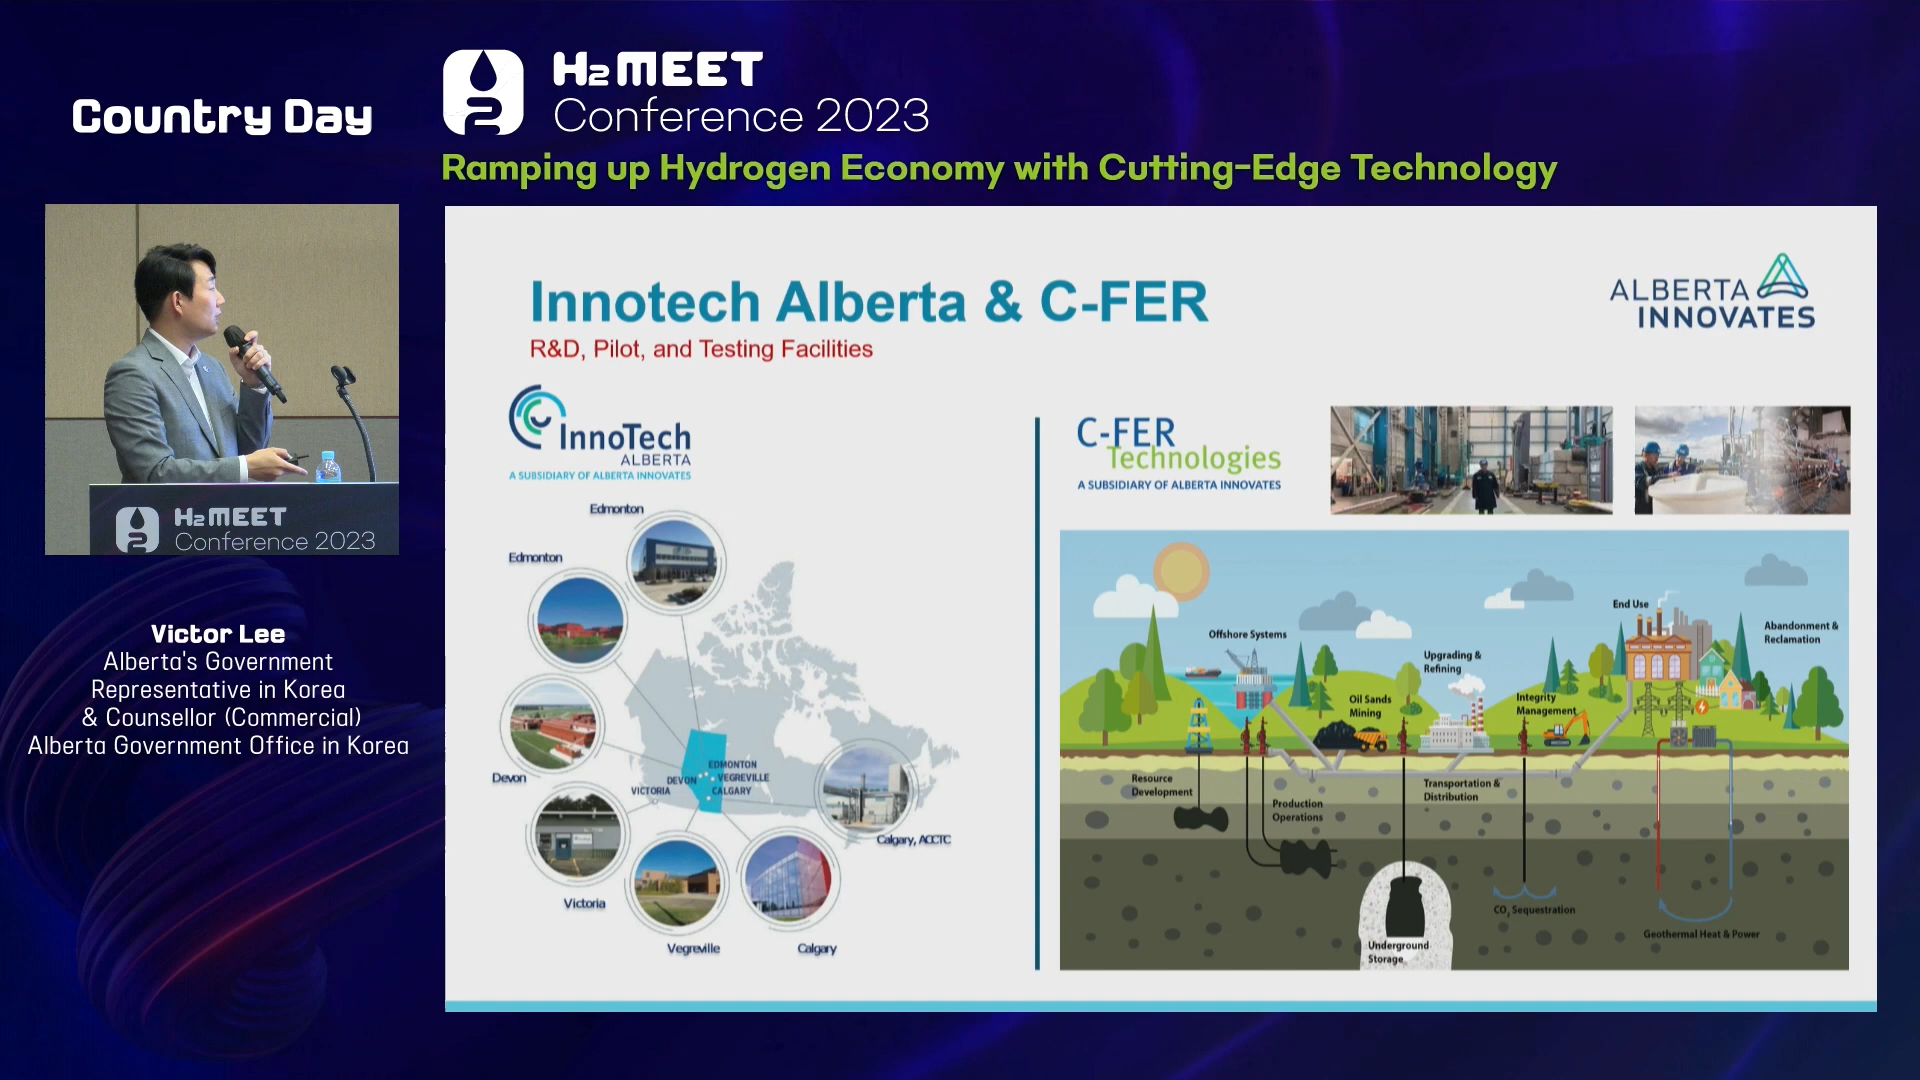 Country Day
H2 MEET
Conference 2023
Ramping up Hydrogen Economy with Cutting-Edge Technology
H2 MEET
Conference 2023
Victor Lee
Alberta's Government
Representative in Korea
& Counsellor (Commercial)
Alberta Government Office in Korea
Innotech Alberta & C-FER
R&D, Pilot, and Testing Facilities
ALBERTA
INNOVATES
InnoTech
ALBERTA
A SUBSIDIARY OF ALBERTA INNOVATES
Edmonton
Edmonton
Devon
Victoria
Vegreville
Calgary
Calgary, ACCTC
EDMONTON
DEVON
VEGREVILLE
VICTORIA
CALGARY
C-FER
Technologies
A SUBSIDIARY OF ALBERTA INNOVATES
Offshore Systems
End Use
Abandonment &
Reclamation
Upgrading &
Refining
Oil Sands
Mining
Integrity
Management
Resource
Development
Production
Operations
Transportation &
Distribution
CO2 Sequestration
Geothermal Heat & Power
Underground
Storage